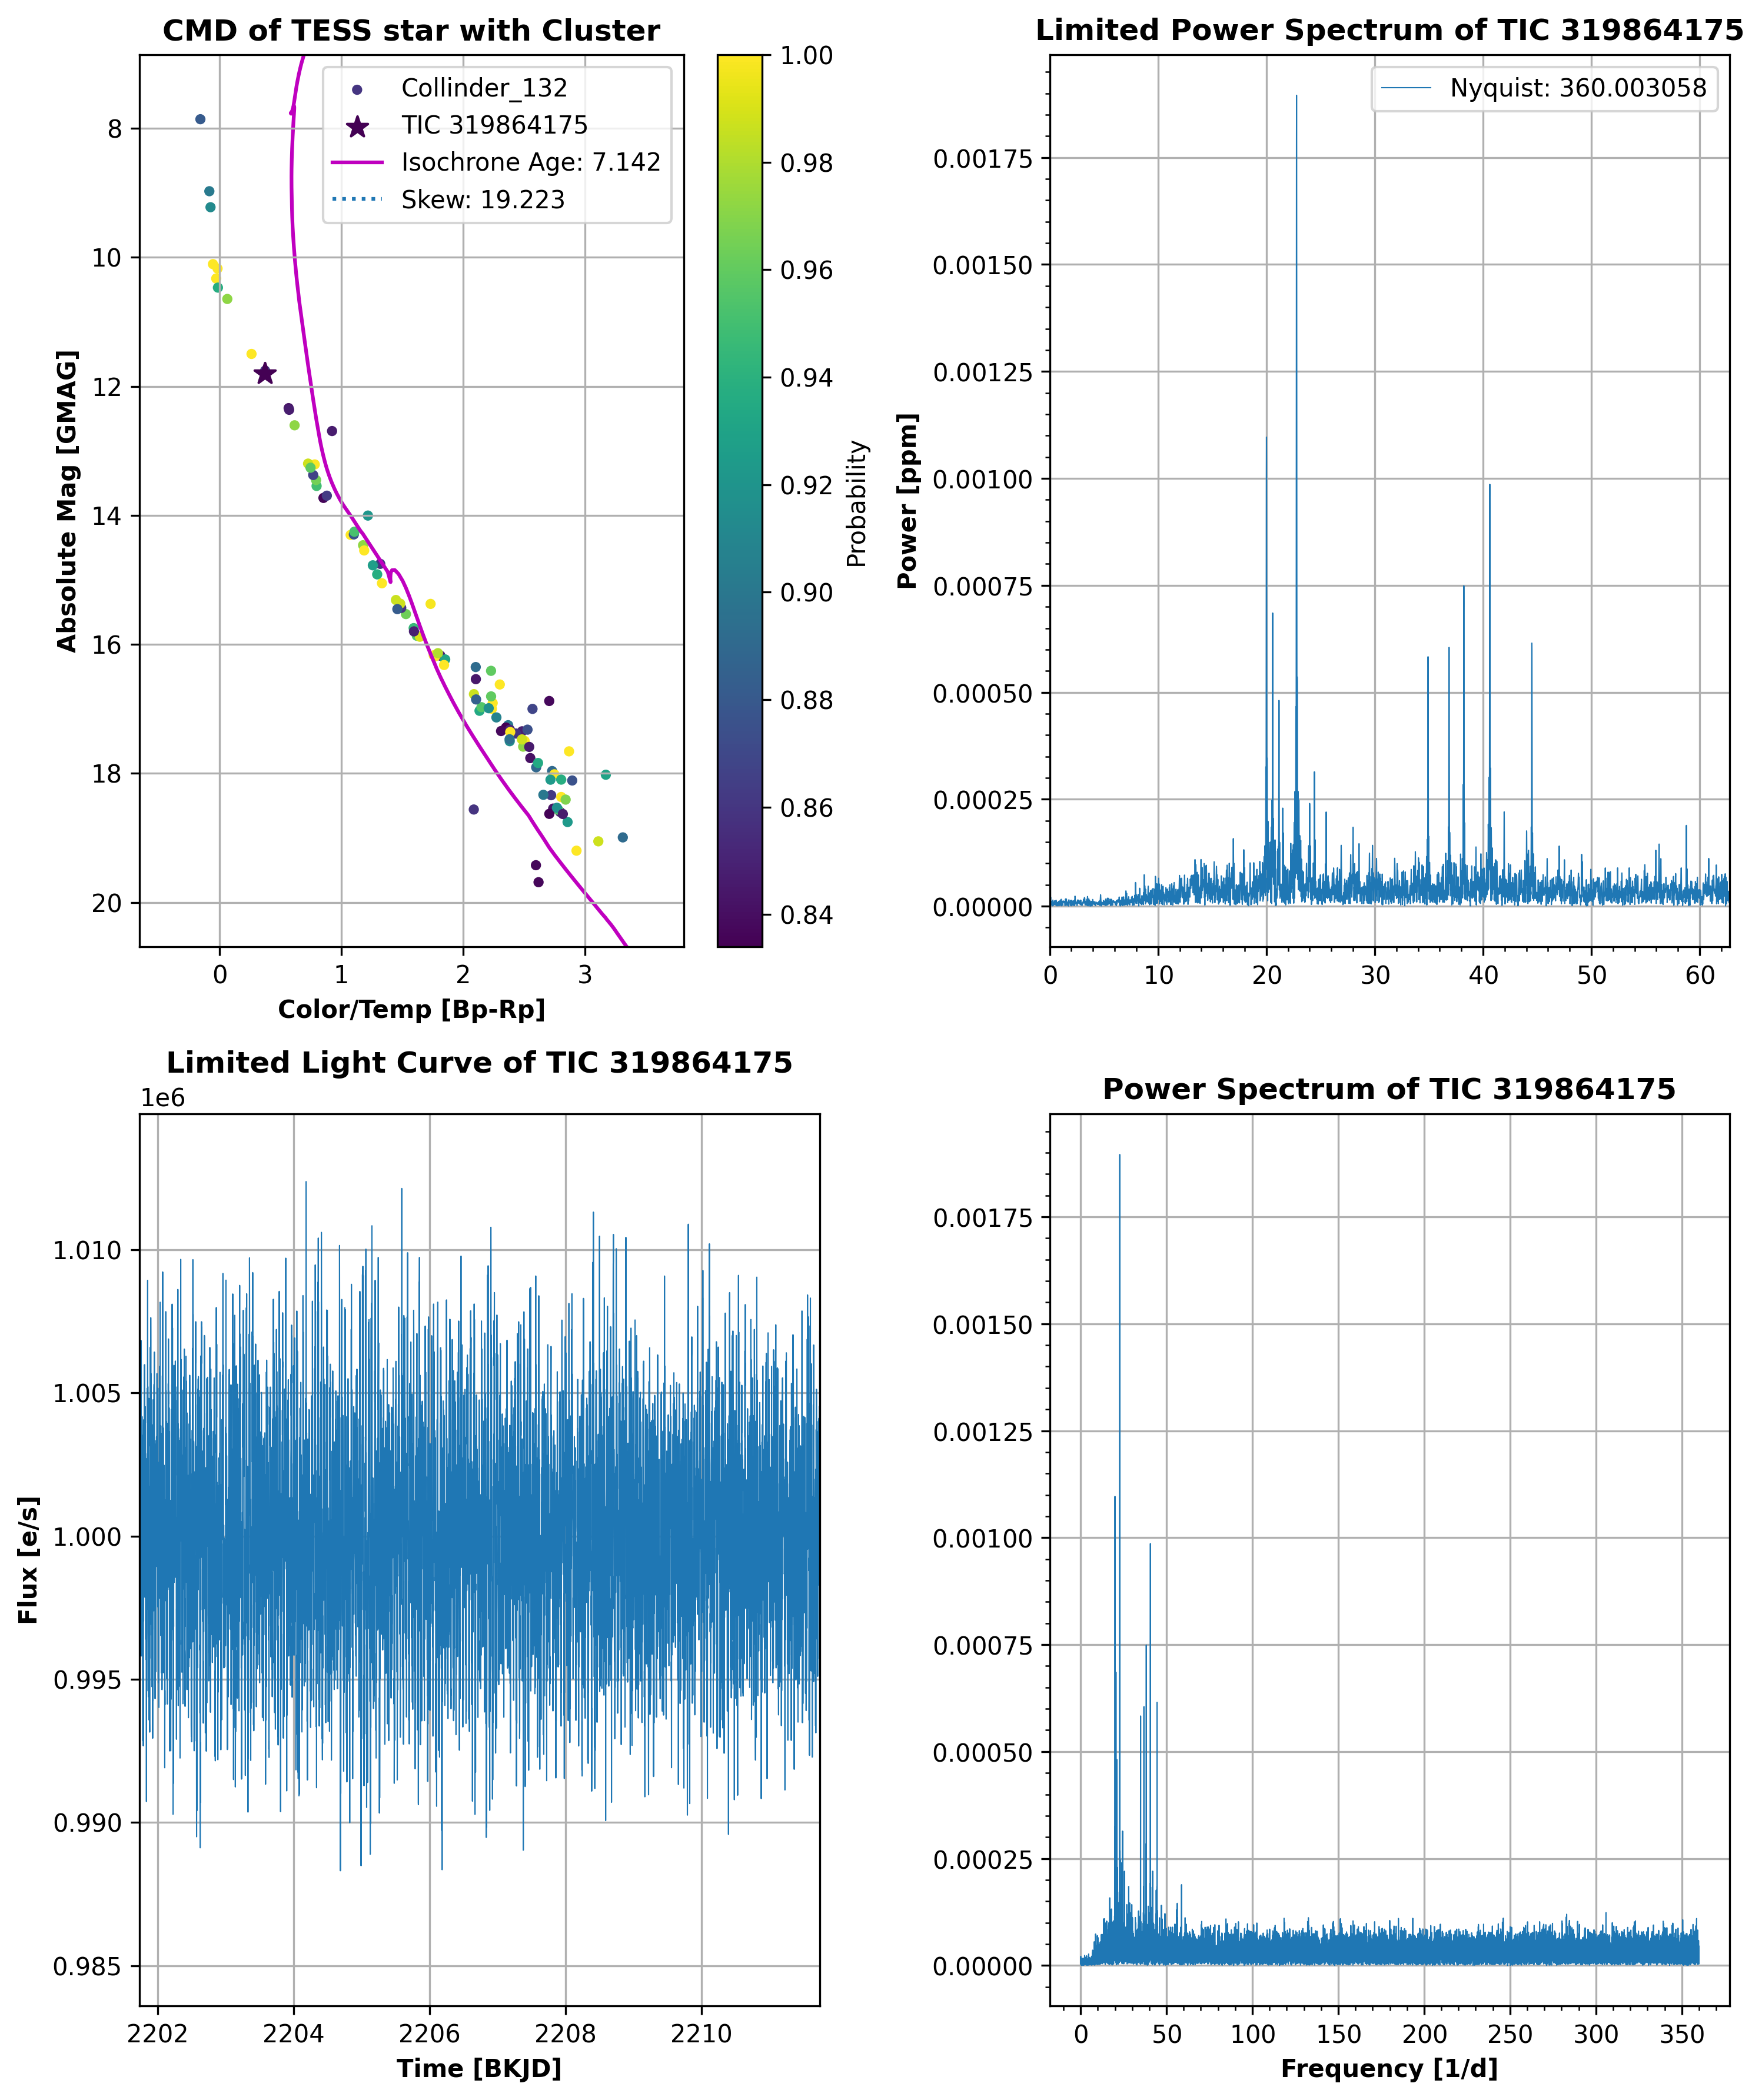 CMD of TESS star with Cluster
Collinder_132
TIC 319864175
Isochrone Age: 7.142
Skew: 19.223
8
10
12
14
16
18
20
Absolute Mag [GMAG]
0 1 2 3
Color/Temp [Bp-Rp]
1.00
0.98
0.96
0.94
0.92
0.90
0.88
0.86
0.84
Probability
Limited Power Spectrum of TIC 319864175
Nyquist: 360.003058
0.00175
0.00150
0.00125
0.00100
0.00075
0.00050
0.00025
0.00000
Power [ppm]
0 10 20 30 40 50 60
Limited Light Curve of TIC 319864175
1e6
1.010
1.005
1.000
0.995
0.990
0.985
Flux [e/s]
2202 2204 2206 2208 2210
Time [BKJD]
Power Spectrum of TIC 319864175
0.00175
0.00150
0.00125
0.00100
0.00075
0.00050
0.00025
0.00000
0 50 100 150 200 250 300 350
Frequency [1/d]